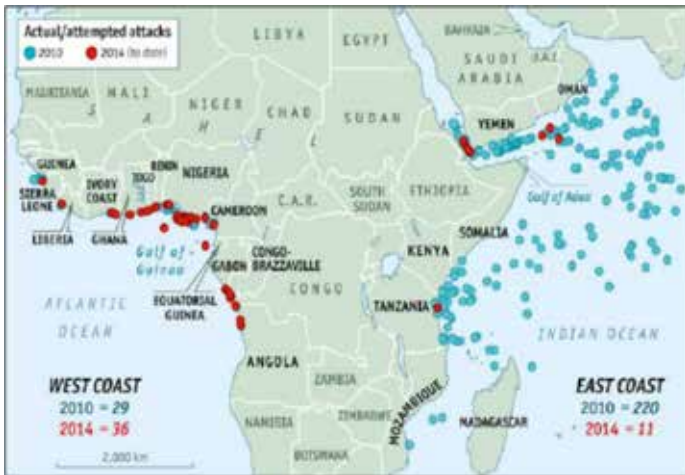 Actual/attempted attacks
2010
2014 (to date)
LIBYA
EGYPT
BAHRAIN
SAUDI
ARABIA
U.A.E.
OMAN
YEMEN
MAURITANIA
MALI
NIGER
CHAD
SUDAN
S A H E L
GUINEA
SIERRA
LEONE
LIBERIA
IVORY
COAST
GHANA
TOGO
BENIN
NIGERIA
CAMEROON
C.A.R.
SOUTH
SUDAN
ETHIOPIA
Gulf of Aden
SOMALIA
KENYA
Gulf of
Guinea
EQUATORIAL
GUINEA
GABON
CONGO-
BRAZZAVILLE
CONGO
TANZANIA
ATLANTIC
OCEAN
INDIAN OCEAN
ANGOLA
ZAMBIA
ZIMBABWE
MOZAMBIQUE
MADAGASCAR
NAMIBIA
BOTSWANA
WEST COAST
2010 = 29
2014 = 36
2,000 km
EAST COAST
2010 = 220
2014 = 11